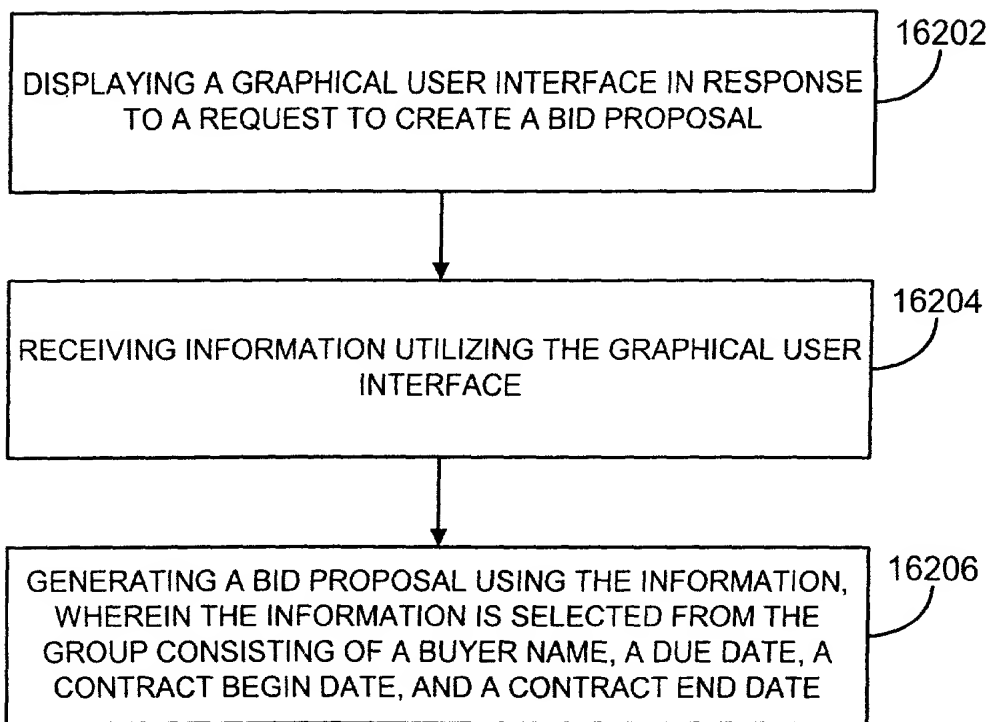 16202
DISPLAYING A GRAPHICAL USER INTERFACE IN RESPONSE
TO A REQUEST TO CREATE A BID PROPOSAL
16204
RECEIVING INFORMATION UTILIZING THE GRAPHICAL USER
INTERFACE
16206
GENERATING A BID PROPOSAL USING THE INFORMATION,
WHEREIN THE INFORMATION IS SELECTED FROM THE
GROUP CONSISTING OF A BUYER NAME, A DUE DATE, A
CONTRACT BEGIN DATE, AND A CONTRACT END DATE